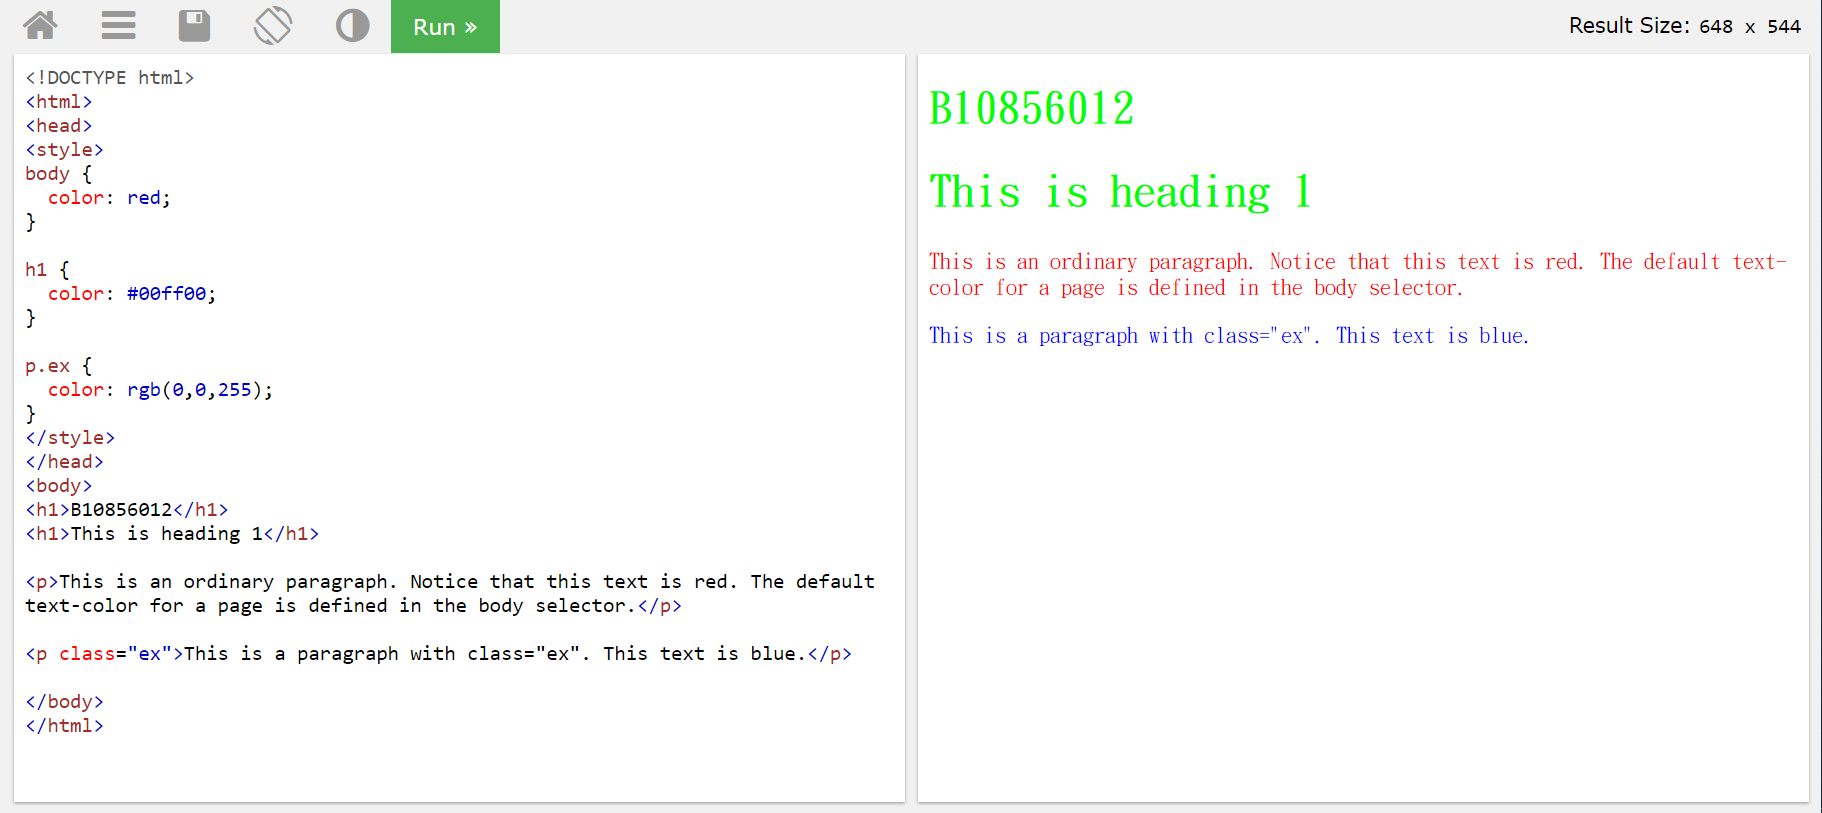 Run »
Result Size: 648 x 544
<!DOCTYPE html>
<html>
<head>
<style>
body {
  color: red;
}

h1 {
  color: #00ff00;
}

p.ex {
  color: rgb(0,0,255);
}
</style>
</head>
<body>
<h1>B10856012</h1>
<h1>This is heading 1</h1>

<p>This is an ordinary paragraph. Notice that this text is red. The default
text-color for a page is defined in the body selector.</p>

<p class="ex">This is a paragraph with class="ex". This text is blue.</p>

</body>
</html>
B10856012
This is heading 1
This is an ordinary paragraph. Notice that this text is red. The default text-
color for a page is defined in the body selector.
This is a paragraph with class="ex". This text is blue.